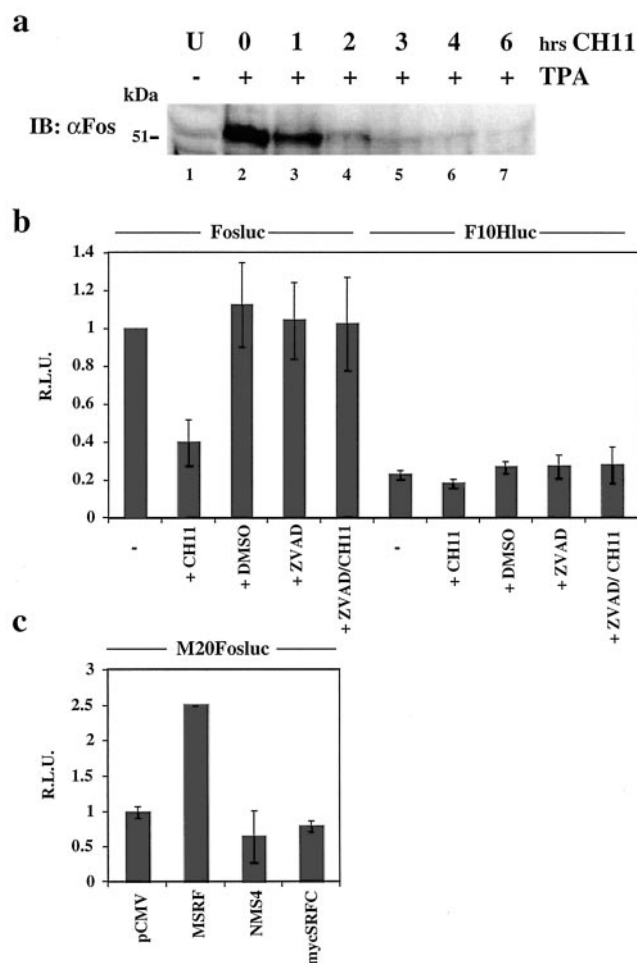 a
U 0 1 2 3 4 6 hrs CH11
- + + + + + + TPA
kDa
IB: αFos
51-
1 2 3 4 5 6 7
b
Fosluc F10Hluc
1.4
1.2
1
0.8
0.6
0.4
0.2
0
R.L.U.
- + CH11 + DMSO + ZVAD + ZVAD/CH11 - + CH11 + DMSO + ZVAD + ZVAD/ CH11
c
M20Fosluc
3
2.5
2
1.5
1
0.5
0
R.L.U.
pCMV MSRF NMS4 mycSRFC